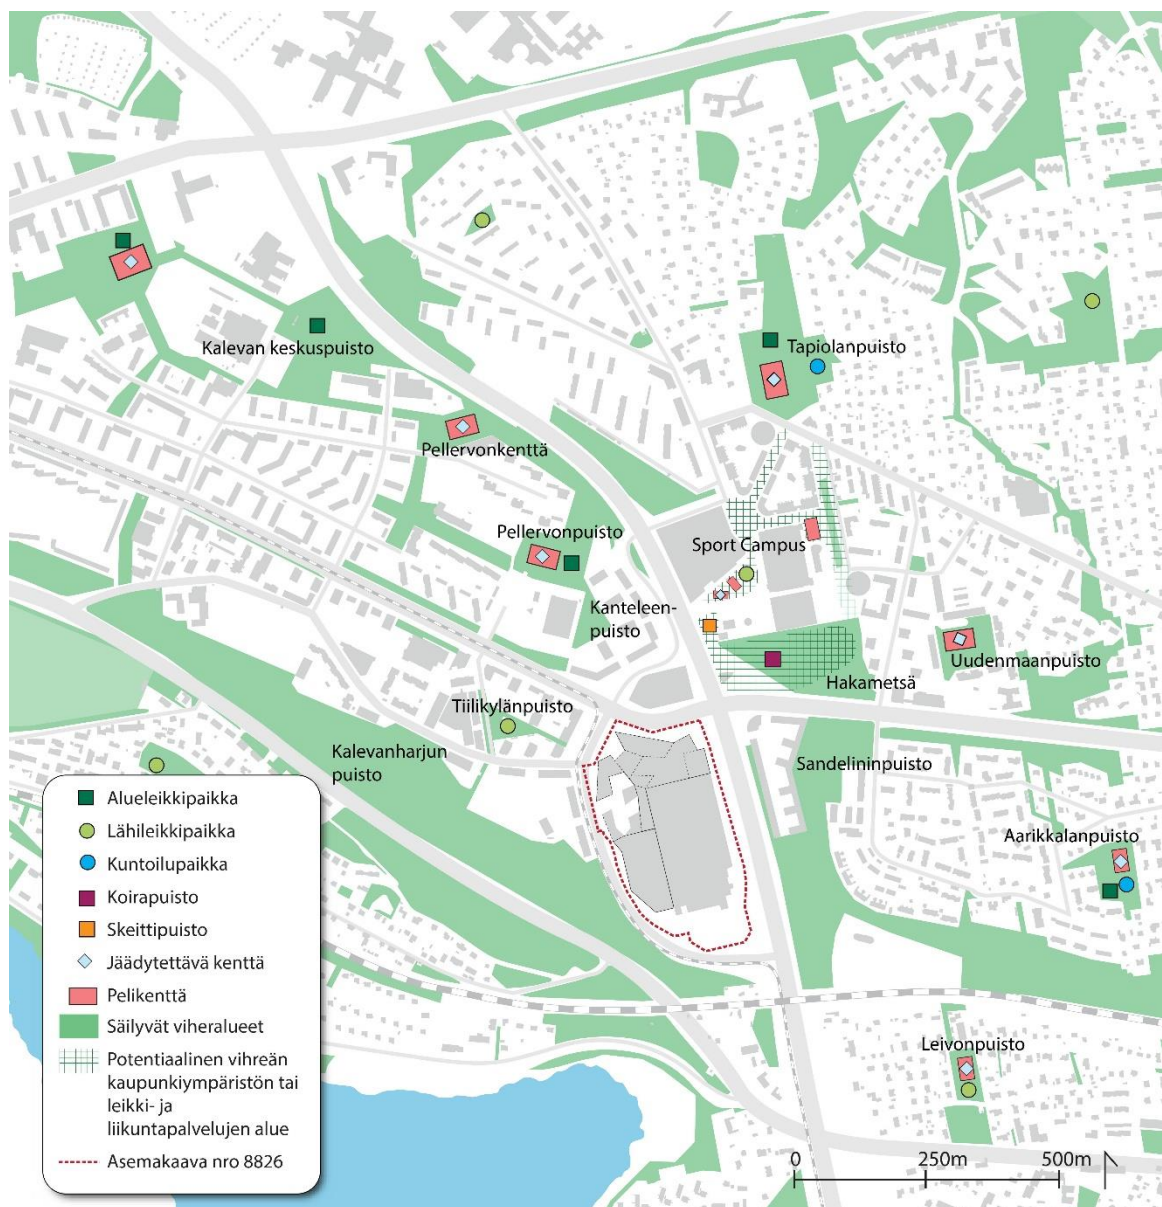 Kalevan keskuspuisto
Tapiolanpuisto
Pellervonkenttä
Pellervonpuisto
Sport Campus
Kanteleen-
puisto
Uudenmaanpuisto
Hakametsä
Tiilikylänpuisto
Kalevanharjun
puisto
Sandelininpuisto
Aarikkalanpuisto
Leivonpuisto
Alueleikkipaikka
Lähileikkipaikka
Kuntoilupaikka
Koirapuisto
Skeittipuisto
Jäädytettävä kenttä
Pelikenttä
Säilyvät viheralueet
Potentiaalinen vihreän
kaupunkiympäristön tai
leikki- ja
liikuntapalvelujen alue
Asemakaava nro 8826
0 250m 500m